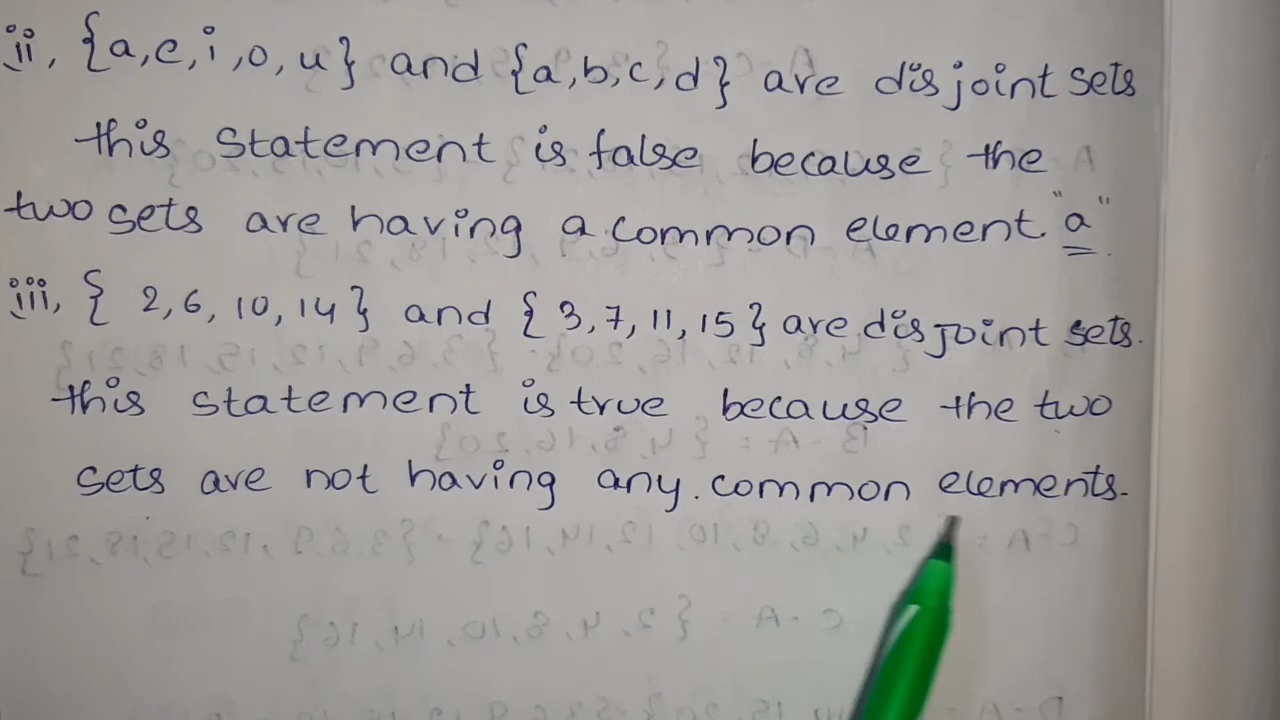 ii, {a,e,i,o,u} and {a,b,c,d} are disjoint sets
this statement is false because the
two sets are having a common element "a".
iii, { 2,6, 10, 14} and { 3,7, 11, 15} are disjoint sets.
this statement is true because the two
sets are not having any common elements.